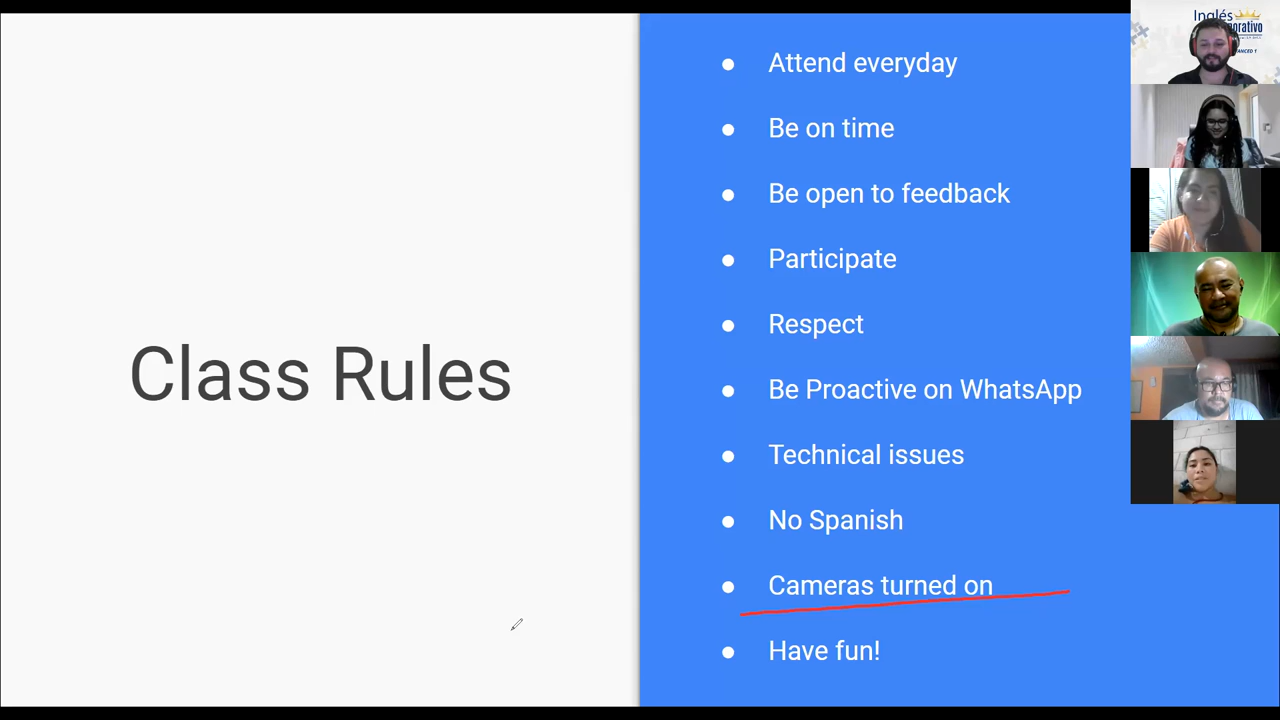 Class Rules
Attend everyday
Be on time
Be open to feedback
Participate
Respect
Be Proactive on WhatsApp
Technical issues
No Spanish
Cameras turned on
Have fun!
Inglés